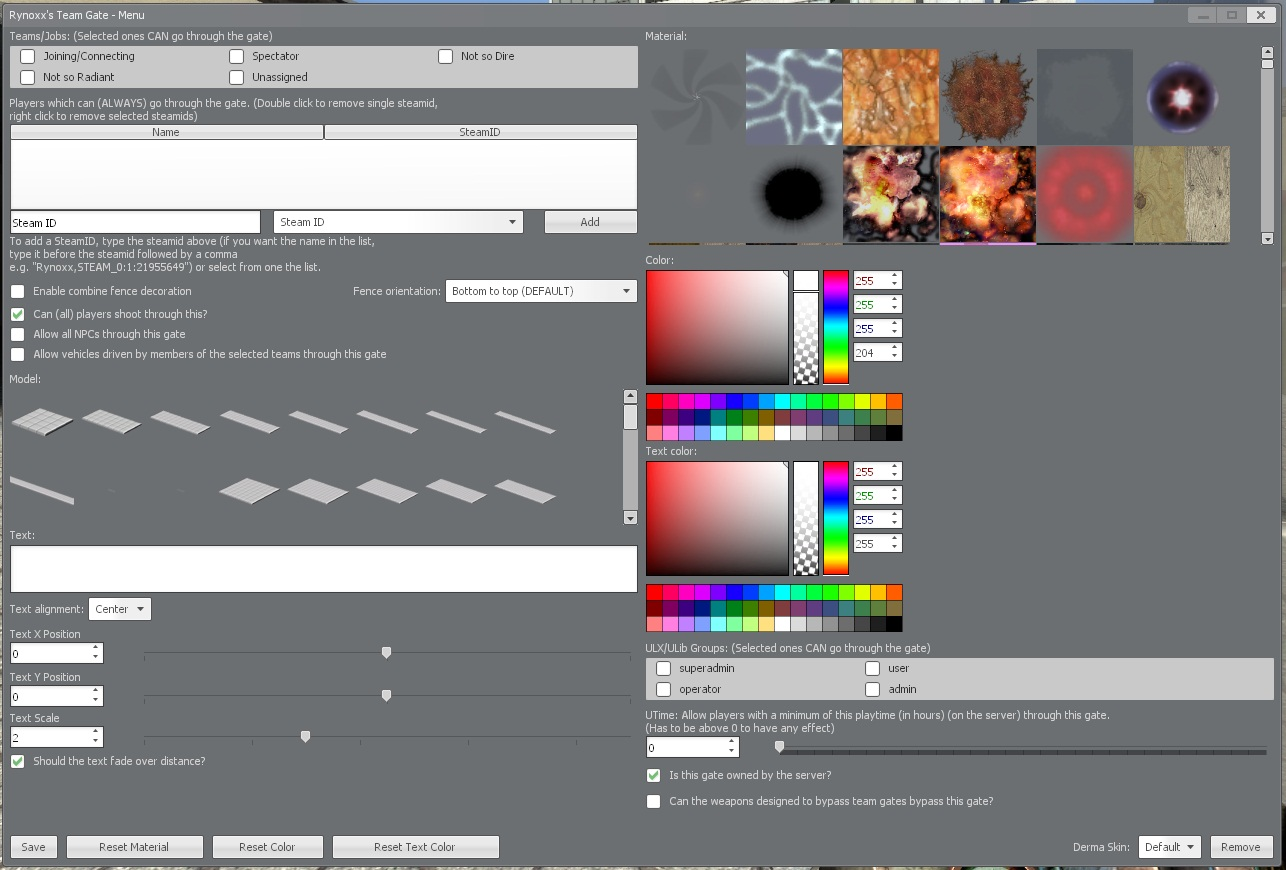 Rynoxx's Team Gate - Menu
Teams/Jobs: (Selected ones CAN go through the gate)
Joining/Connecting
Spectator
Not so Dire
Not so Radiant
Unassigned
Players which can (ALWAYS) go through the gate. (Double click to remove single steamid,
right click to remove selected steamids)
Name
SteamID
Steam ID
Steam ID
Add
To add a SteamID, type the steamid above (if you want the name in the list,
type it before the steamid followed by a comma
e.g. "Rynoxx,STEAM_0:1:21955649") or select from one the list.
Enable combine fence decoration
Fence orientation:
Bottom to top (DEFAULT)
Can (all) players shoot through this?
Allow all NPCs through this gate
Allow vehicles driven by members of the selected teams through this gate
Model:
Text:
Text alignment:
Center
Text X Position
0
Text Y Position
0
Text Scale
2
Should the text fade over distance?
Save
Reset Material
Reset Color
Reset Text Color
Material:
Color:
255
255
255
204
Text color:
255
255
255
255
ULX/ULib Groups: (Selected ones CAN go through the gate)
superadmin
user
operator
admin
UTime: Allow players with a minimum of this playtime (in hours) (on the server) through this gate.
(Has to be above 0 to have any effect)
0
Is this gate owned by the server?
Can the weapons designed to bypass team gates bypass this gate?
Derma Skin:
Default
Remove